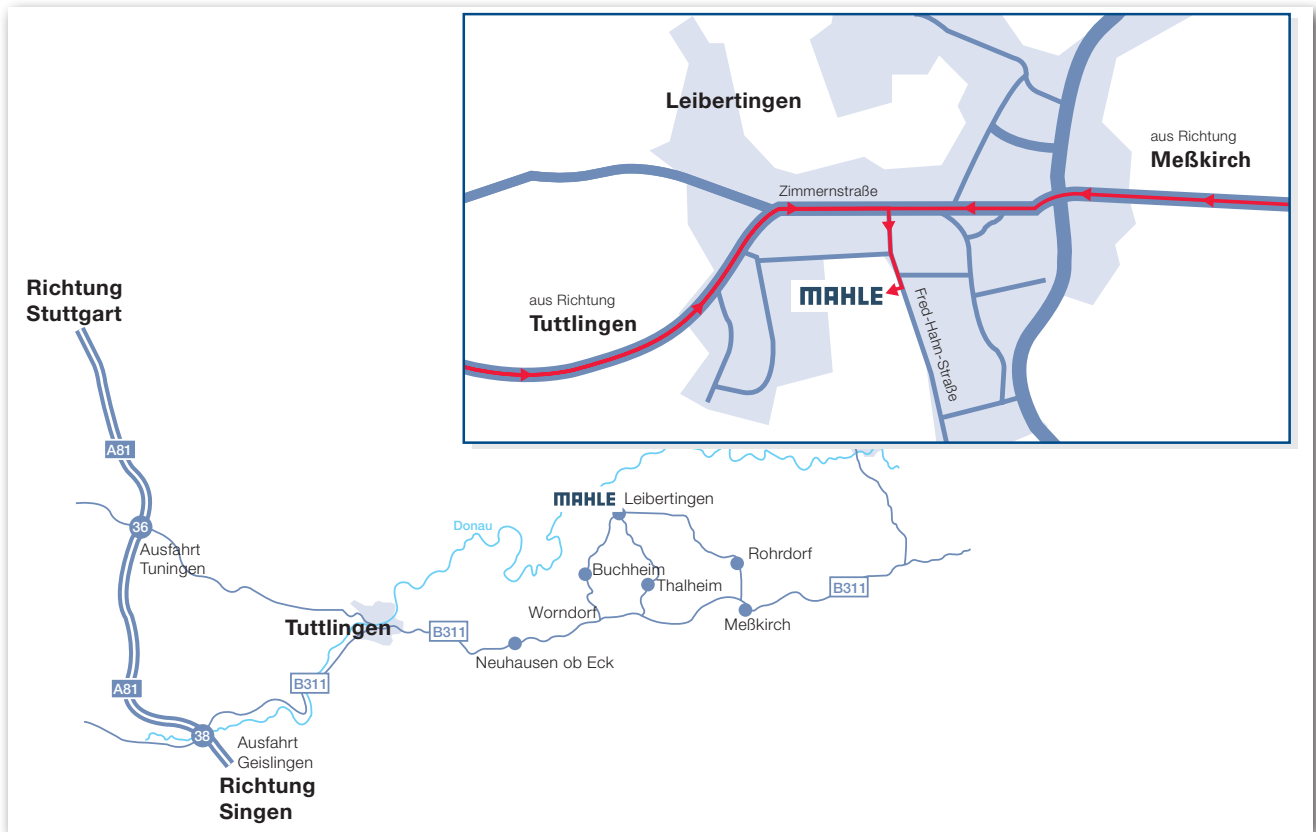 Leibertingen
aus Richtung
Meßkirch
Zimmernstraße
aus Richtung
Tuttlingen
MAHLE
Fred-Hahn-Straße
Richtung
Stuttgart
A81
36
Ausfahrt
Tuningen
Donau
MAHLE Leibertingen
Buchheim
Thalheim
Rohrdorf
Worndorf
B311
Meßkirch
Tuttlingen
B311
Neuhausen ob Eck
B311
A81
38
Ausfahrt
Geislingen
Richtung
Singen